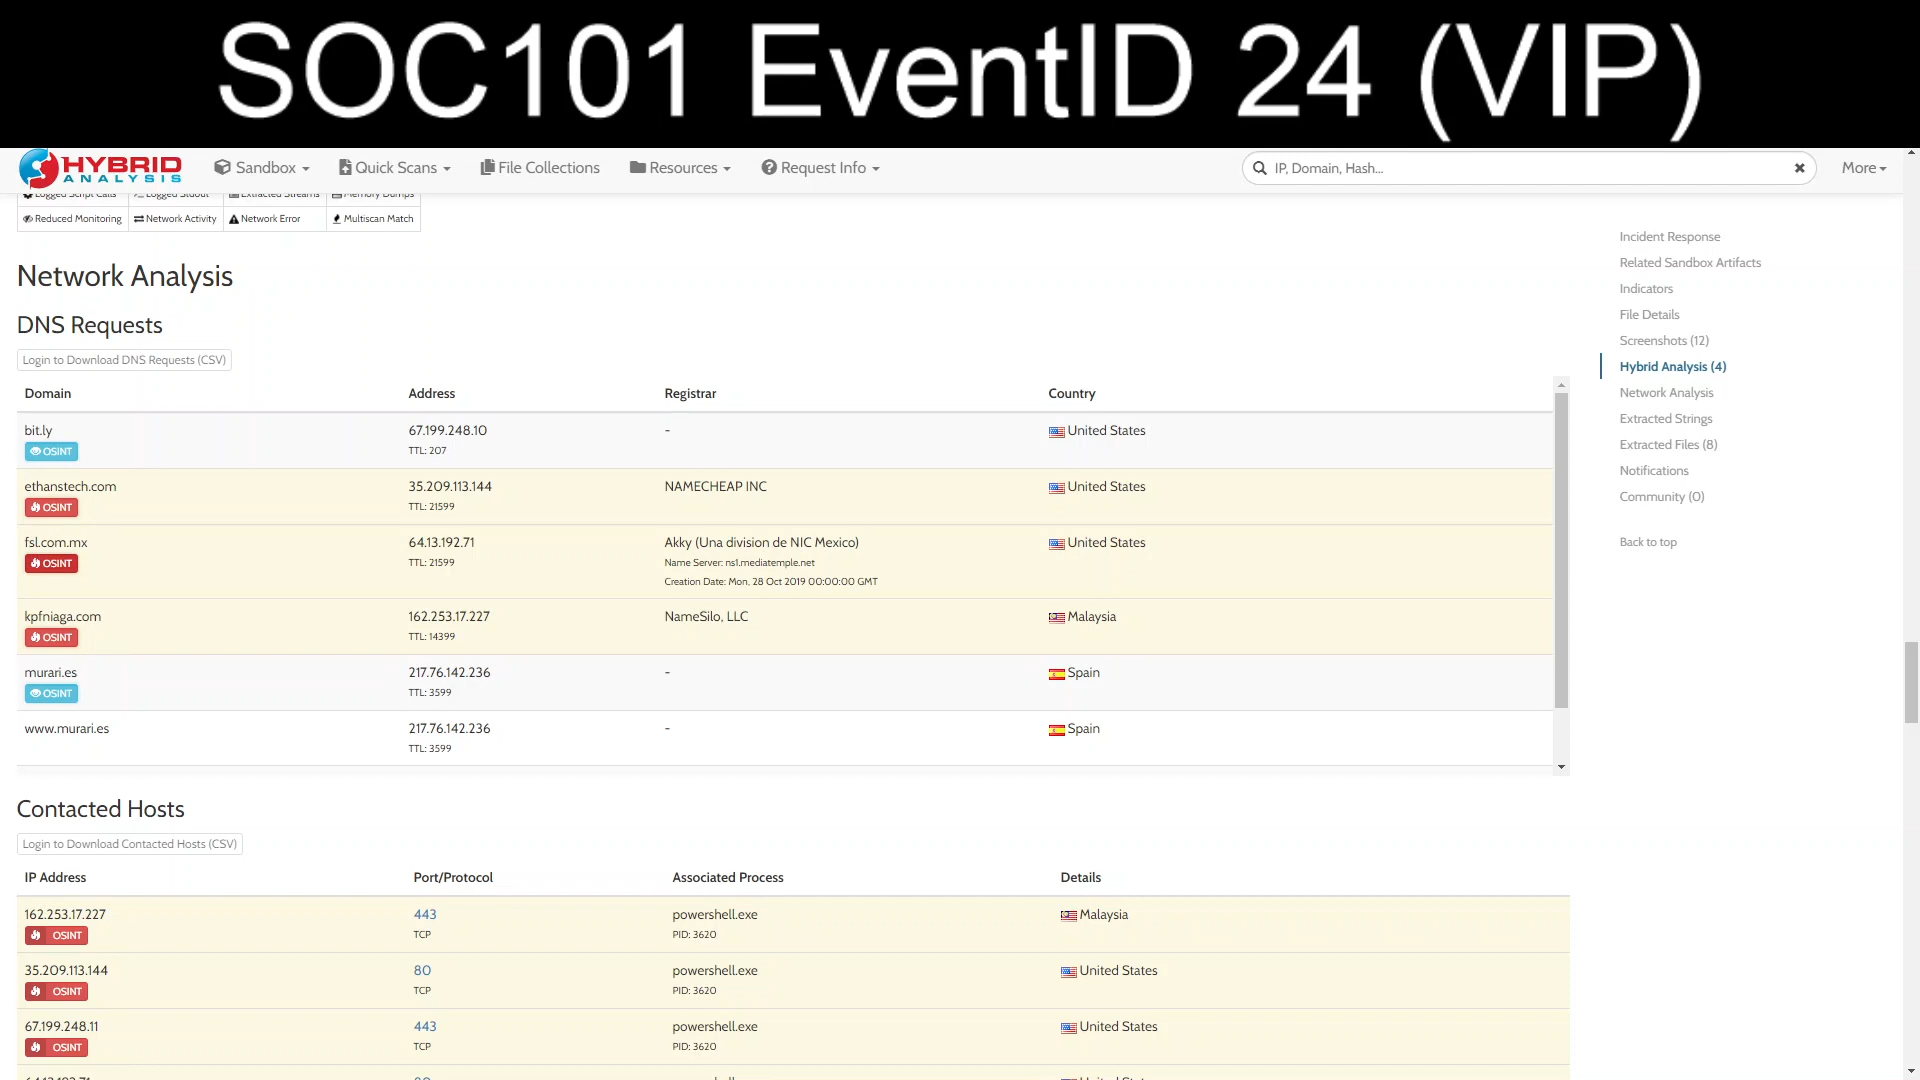 SOC101 EventID 24 (VIP)
HYBRID ANALYSIS Sandbox Quick Scans File Collections Resources Request Info IP, Domain, Hash... More
Logged Script Calls Logged Stdout Extracted Streams Memory Dumps
Reduced Monitoring Network Activity Network Error Multiscan Match
Network Analysis
DNS Requests
Login to Download DNS Requests (CSV)
Domain Address Registrar Country
bit.ly 67.199.248.10 - United States
OSINT TTL: 207
ethanstech.com 35.209.113.144 NAMECHEAP INC United States
OSINT TTL: 21599
fsl.com.mx 64.13.192.71 Akky (Una division de NIC Mexico) United States
OSINT TTL: 21599 Name Server: ns1.mediatemple.net
Creation Date: Mon, 28 Oct 2019 00:00:00 GMT
kpfniaga.com 162.253.17.227 NameSilo, LLC Malaysia
OSINT TTL: 14399
murari.es 217.76.142.236 - Spain
OSINT TTL: 3599
www.murari.es 217.76.142.236 - Spain
TTL: 3599
Contacted Hosts
Login to Download Contacted Hosts (CSV)
IP Address Port/Protocol Associated Process Details
162.253.17.227 443 powershell.exe Malaysia
OSINT TCP PID: 3620
35.209.113.144 80 powershell.exe United States
OSINT TCP PID: 3620
67.199.248.11 443 powershell.exe United States
OSINT TCP PID: 3620
Incident Response
Related Sandbox Artifacts
Indicators
File Details
Screenshots (12)
Hybrid Analysis (4)
Network Analysis
Extracted Strings
Extracted Files (8)
Notifications
Community (0)
Back to top